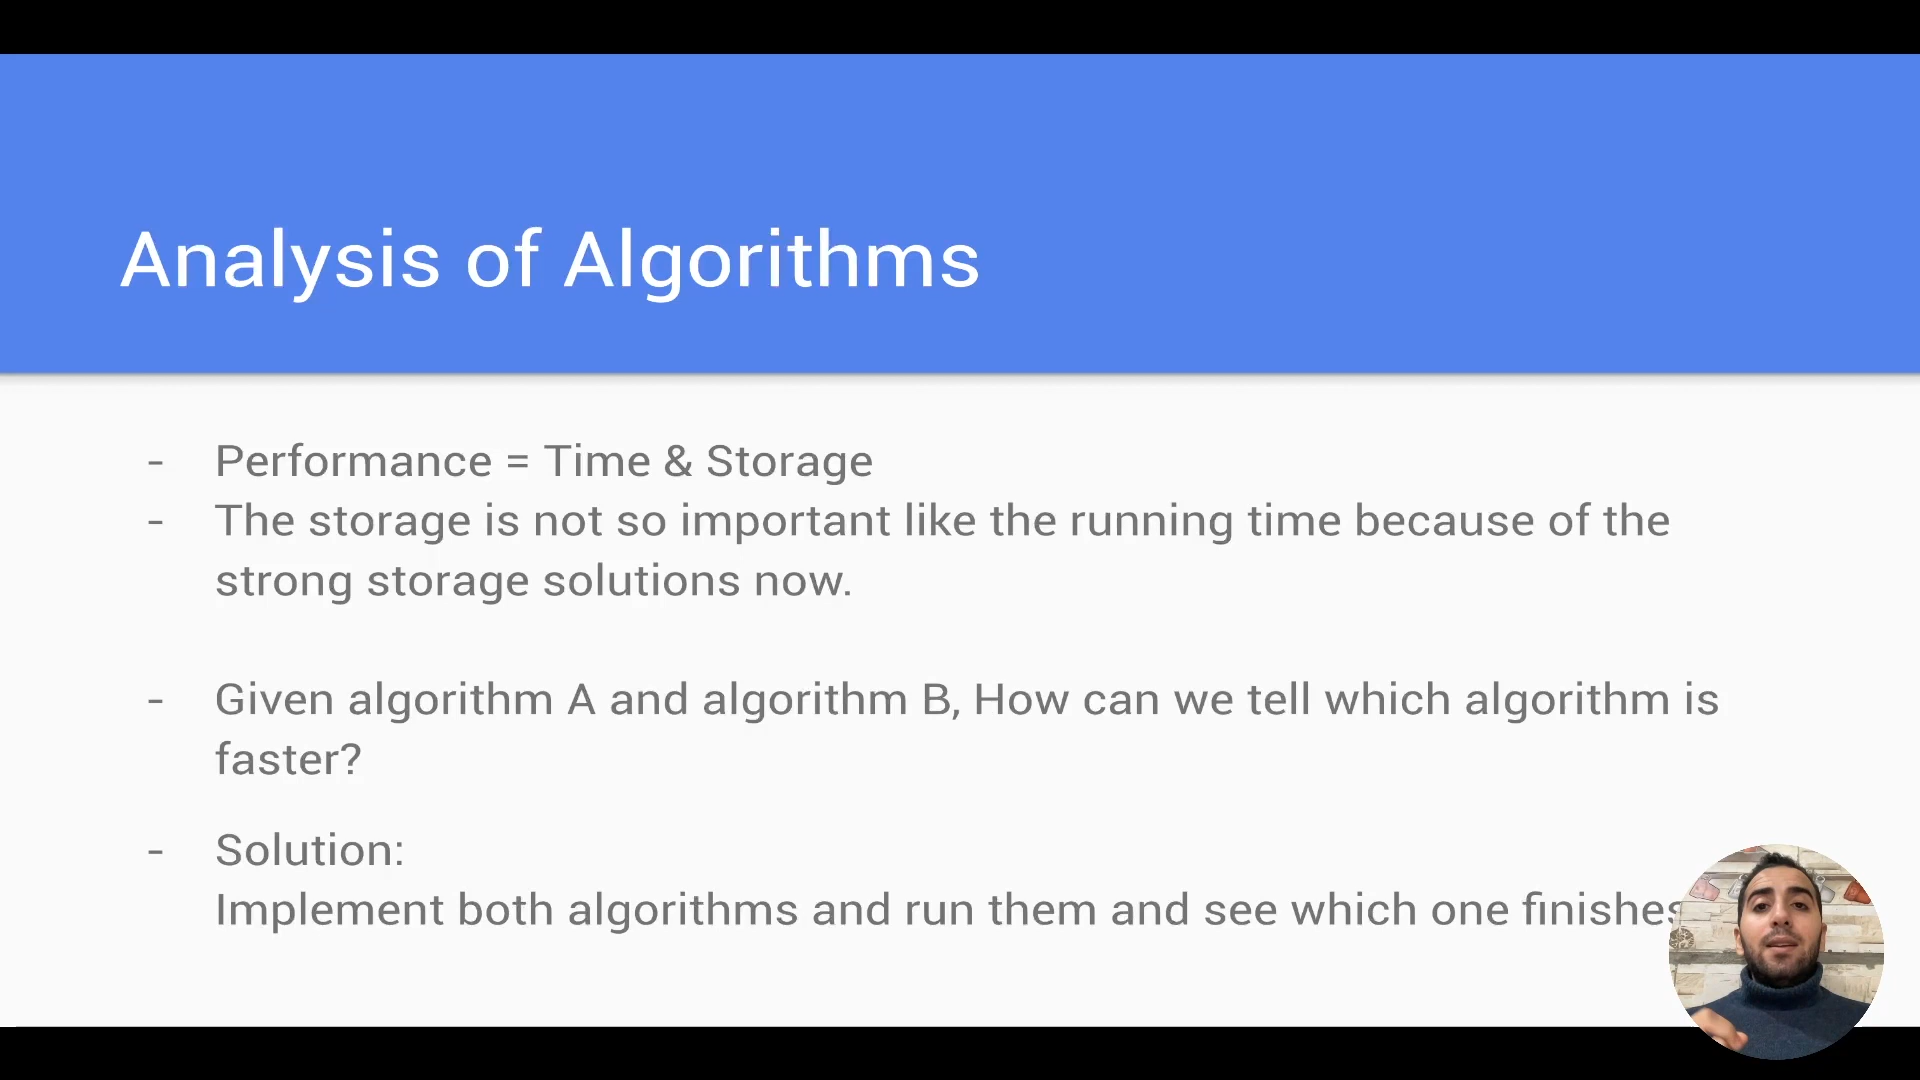 Analysis of Algorithms
- Performance = Time & Storage
- The storage is not so important like the running time because of the
strong storage solutions now.
- Given algorithm A and algorithm B, How can we tell which algorithm is
faster?
- Solution:
Implement both algorithms and run them and see which one finishes